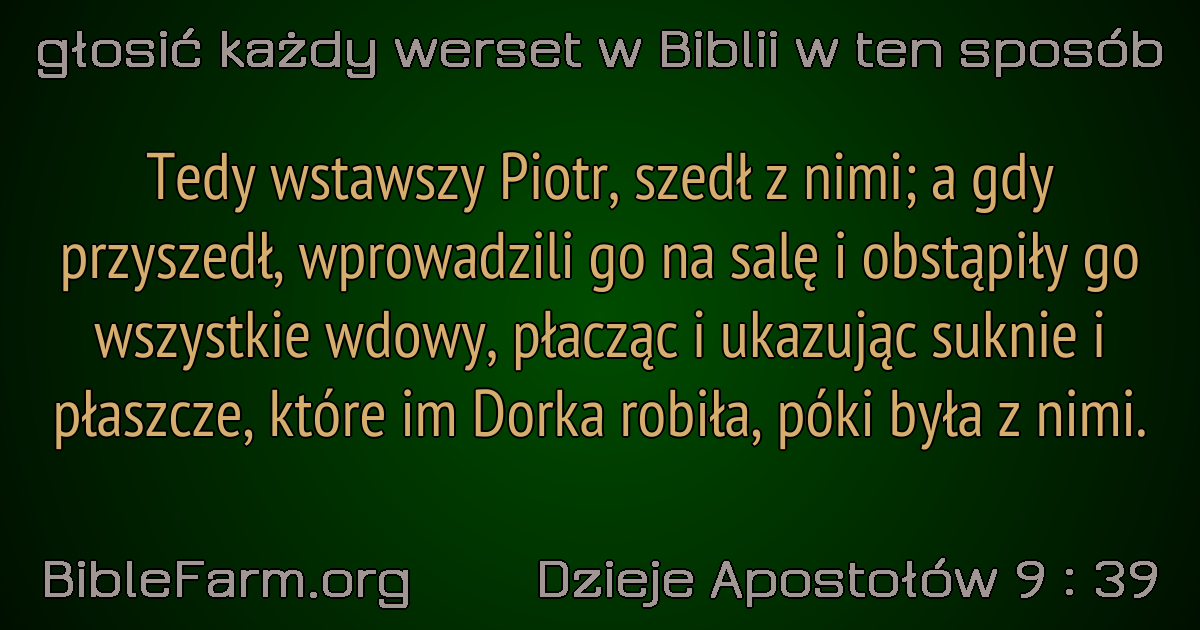 głosić każdy werset w Biblii w ten sposób
Tedy wstawszy Piotr, szedł z nimi; a gdy
przyszedł, wprowadzili go na salę i obstąpiły go
wszystkie wdowy, płacząc i ukazując suknie i
płaszcze, które im Dorka robiła, póki była z nimi.
BibleFarm.org
Dzieje Apostołów 9 : 39